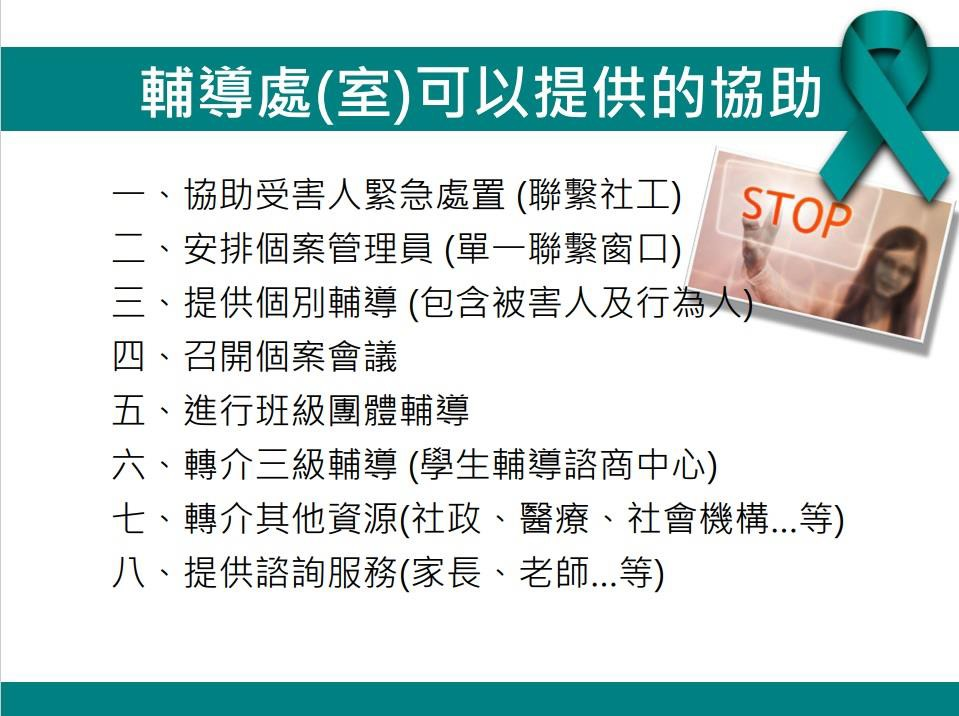 輔導處(室)可以提供的協助
STOP
一、協助受害人緊急處置 (聯繫社工)
二、安排個案管理員 (單一聯繫窗口)
三、提供個別輔導 (包含被害人及行為人)
四、召開個案會議
五、進行班級團體輔導
六、轉介三級輔導 (學生輔導諮商中心)
七、轉介其他資源(社政、醫療、社會機構...等)
八、提供諮詢服務(家長、老師...等)